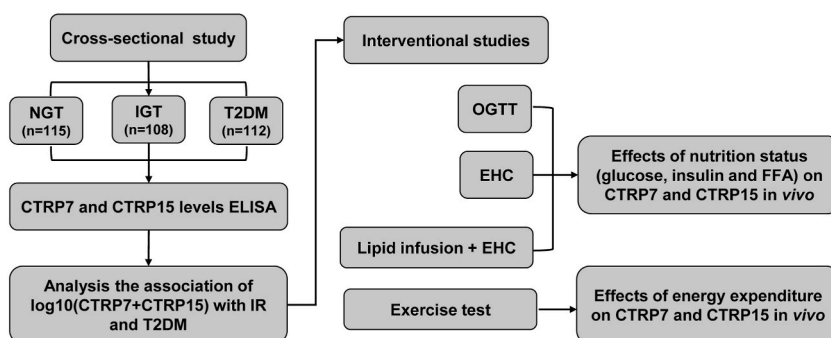 Cross-sectional study
NGT
(n=115)
IGT
(n=108)
T2DM
(n=112)
CTRP7 and CTRP15 levels ELISA
Analysis the association of
log10(CTRP7+CTRP15) with IR
and T2DM
Interventional studies
OGTT
EHC
Lipid infusion + EHC
Effects of nutrition status
(glucose, insulin and FFA) on
CTRP7 and CTRP15 in vivo
Exercise test
Effects of energy expenditure
on CTRP7 and CTRP15 in vivo